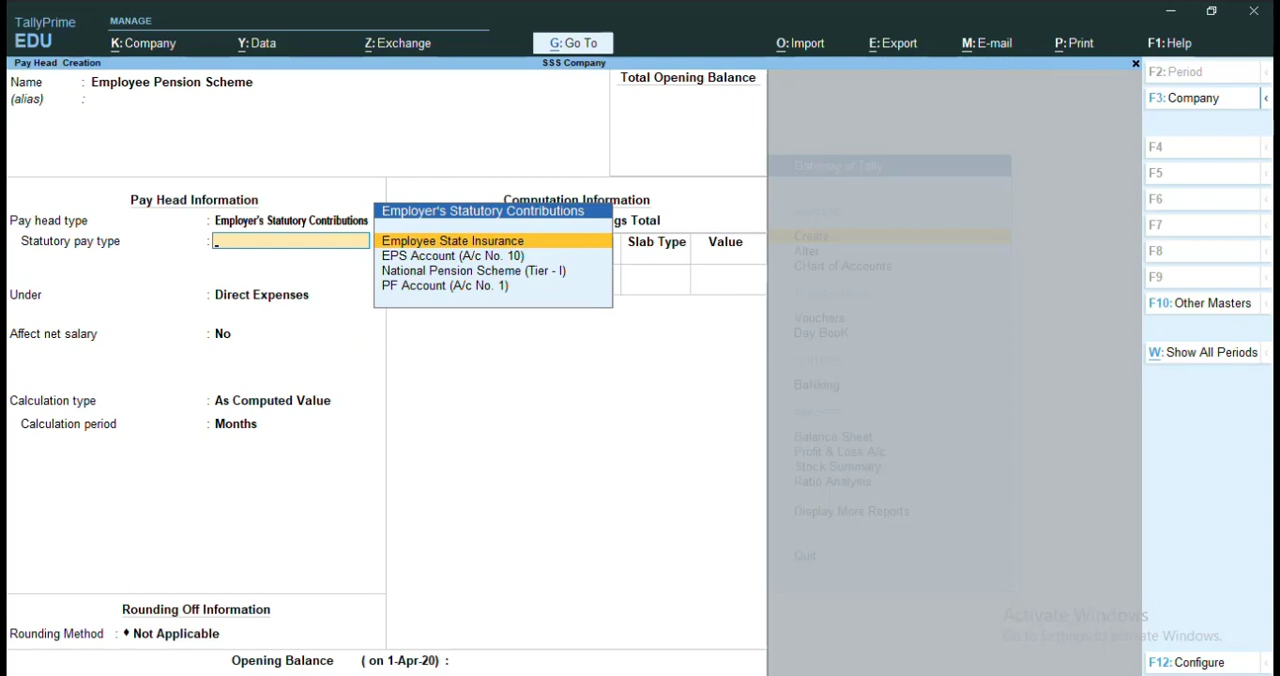 TallyPrime
EDU
MANAGE
K: Company
Y: Data
Z: Exchange
G: Go To
O: Import
E: Export
M: E-mail
P: Print
F1: Help
Pay Head Creation
SSS Company
Name : Employee Pension Scheme
(alias) :
Total Opening Balance
Pay Head Information
Pay head type : Employer's Statutory Contributions
Statutory pay type :
Under : Direct Expenses
Affect net salary : No
Calculation type : As Computed Value
Calculation period : Months
Computation Information
gs Total
Slab Type Value
Employer's Statutory Contributions
Employee State Insurance
EPS Account (A/c No. 10)
National Pension Scheme (Tier - I)
PF Account (A/c No. 1)
Rounding Off Information
Rounding Method : ♦ Not Applicable
Opening Balance ( on 1-Apr-20) :
Gateway of Tally
Create
Alter
CHart of Accounts
Vouchers
Day BooK
Banking
Balance Sheet
Profit & Loss A/c
Stock Summary
Ratio Analysis
Display More Reports
Quit
F2: Period
F3: Company
F4
F5
F6
F7
F8
F9
F10: Other Masters
W: Show All Periods
F12: Configure
Activate Windows
Go to Settings to activate Windows.